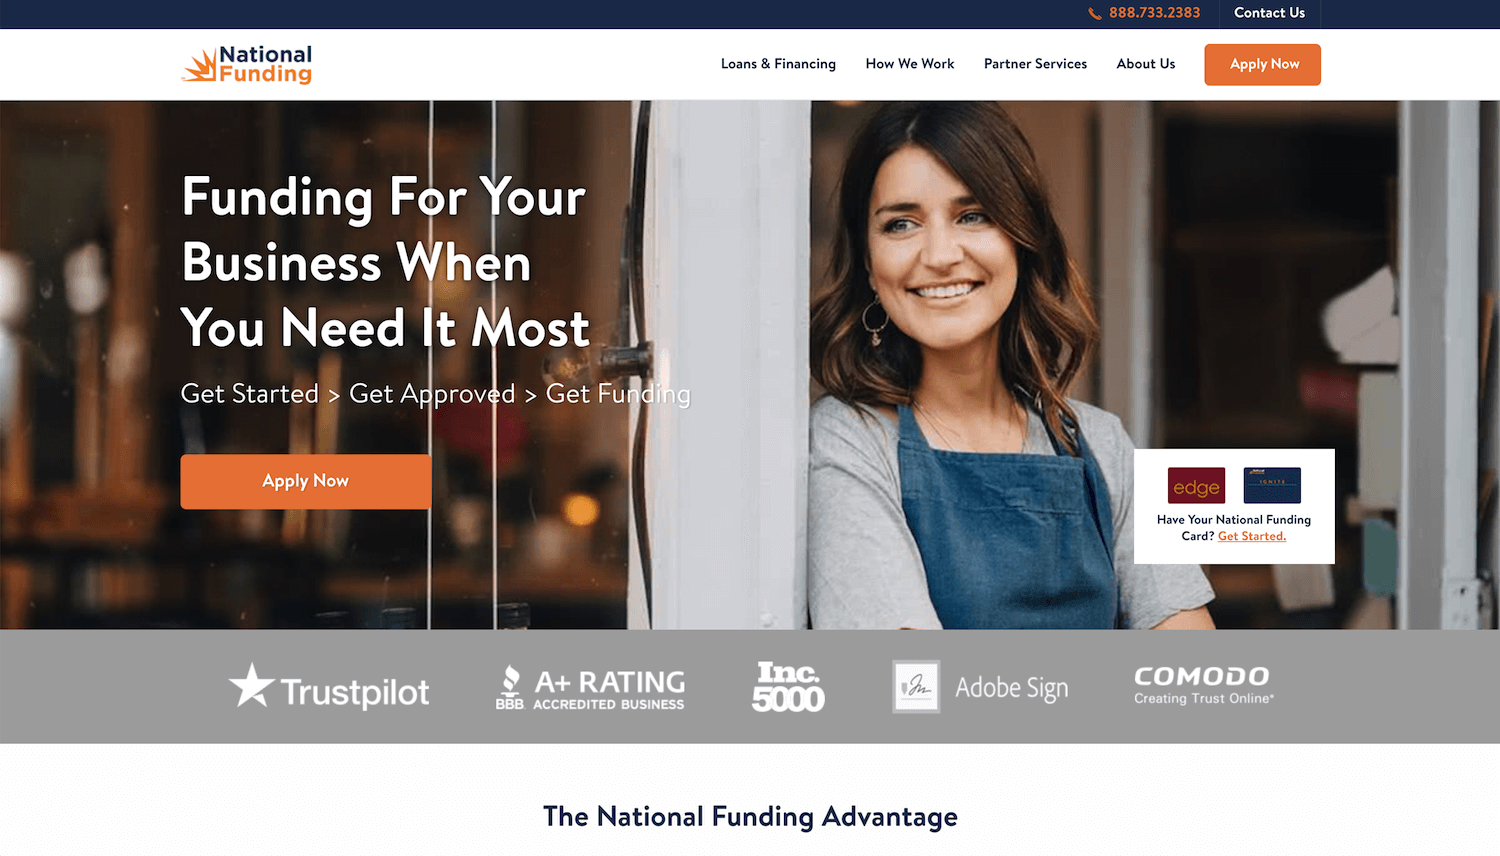 888.733.2383
Contact Us
National
Funding
Loans & Financing
How We Work
Partner Services
About Us
Apply Now
Funding For Your
Business When
You Need It Most
Get Started > Get Approved > Get Funding
Apply Now
edge
IGNITE
Have Your National Funding
Card? Get Started.
Trustpilot
BBB
A+ RATING
ACCREDITED BUSINESS
Inc.
5000
Adobe Sign
COMODO
Creating Trust Online®
The National Funding Advantage